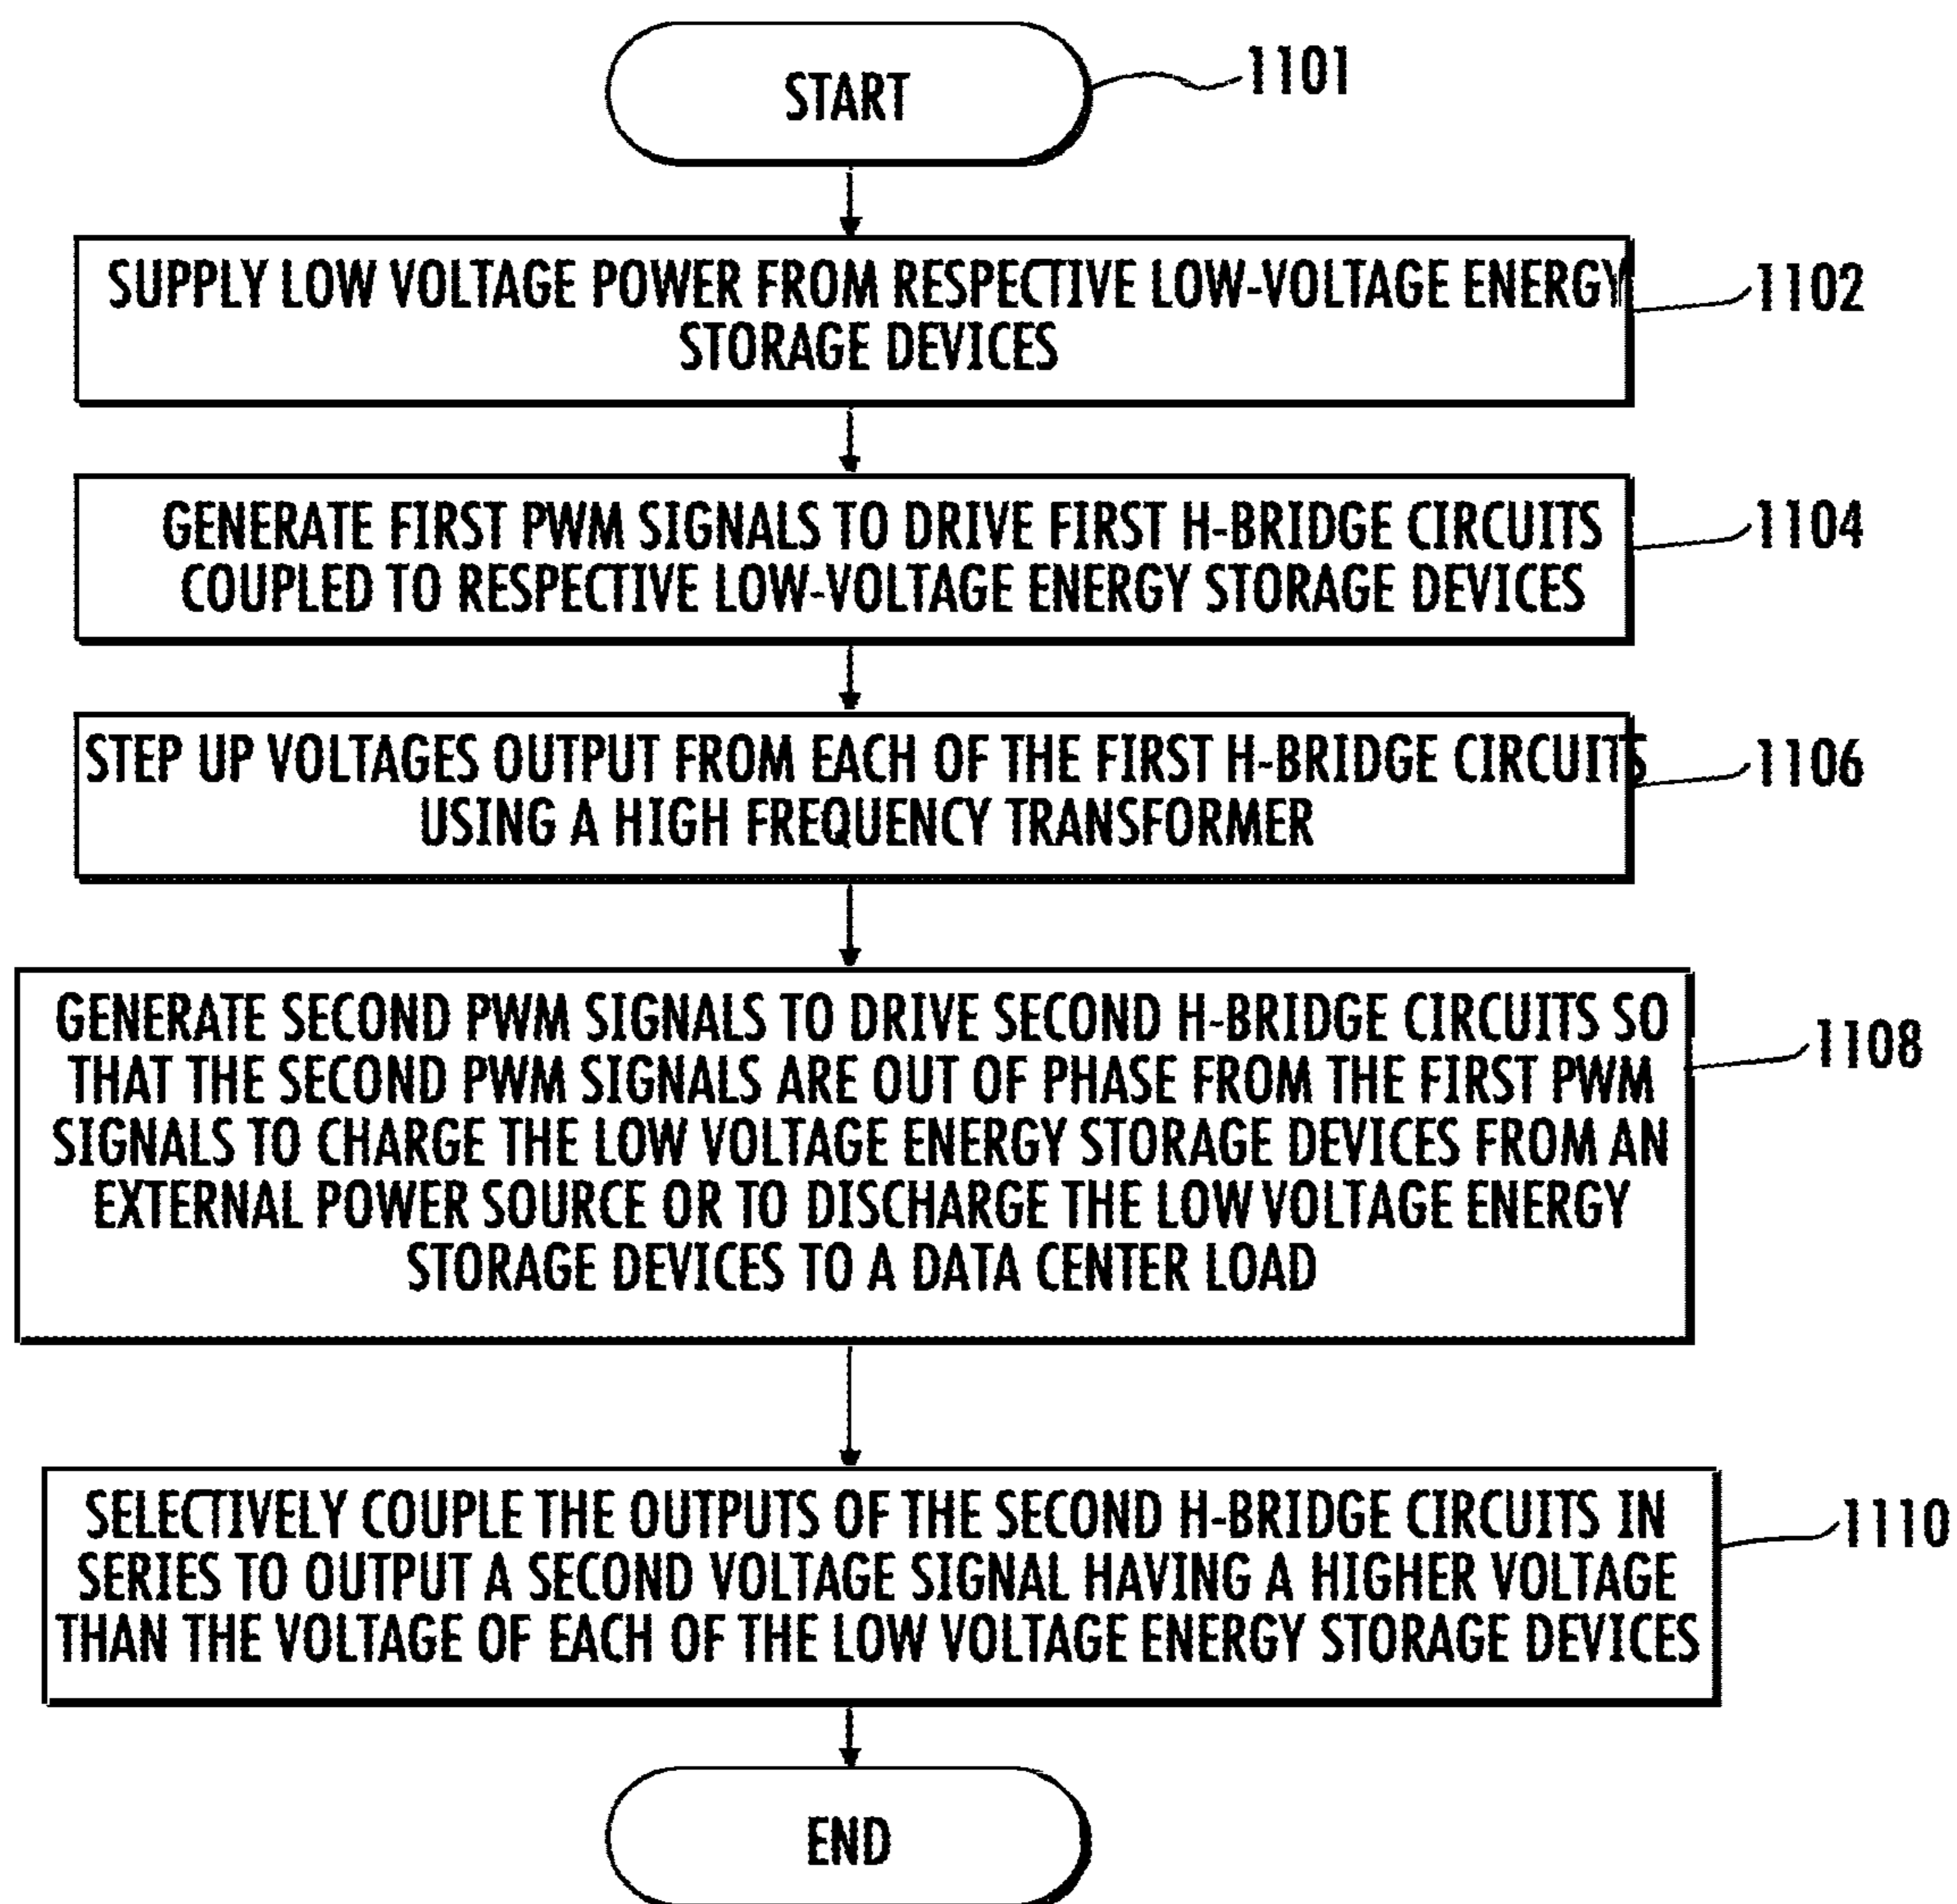 START
1101
SUPPLY LOW VOLTAGE POWER FROM RESPECTIVE LOW-VOLTAGE ENERGY
STORAGE DEVICES
1102
GENERATE FIRST PWM SIGNALS TO DRIVE FIRST H-BRIDGE CIRCUITS
COUPLED TO RESPECTIVE LOW-VOLTAGE ENERGY STORAGE DEVICES
1104
STEP UP VOLTAGES OUTPUT FROM EACH OF THE FIRST H-BRIDGE CIRCUITS
USING A HIGH FREQUENCY TRANSFORMER
1106
GENERATE SECOND PWM SIGNALS TO DRIVE SECOND H-BRIDGE CIRCUITS SO
THAT THE SECOND PWM SIGNALS ARE OUT OF PHASE FROM THE FIRST PWM
SIGNALS TO CHARGE THE LOW VOLTAGE ENERGY STORAGE DEVICES FROM AN
EXTERNAL POWER SOURCE OR TO DISCHARGE THE LOW VOLTAGE ENERGY
STORAGE DEVICES TO A DATA CENTER LOAD
1108
SELECTIVELY COUPLE THE OUTPUTS OF THE SECOND H-BRIDGE CIRCUITS IN
SERIES TO OUTPUT A SECOND VOLTAGE SIGNAL HAVING A HIGHER VOLTAGE
THAN THE VOLTAGE OF EACH OF THE LOW VOLTAGE ENERGY STORAGE DEVICES
1110
END